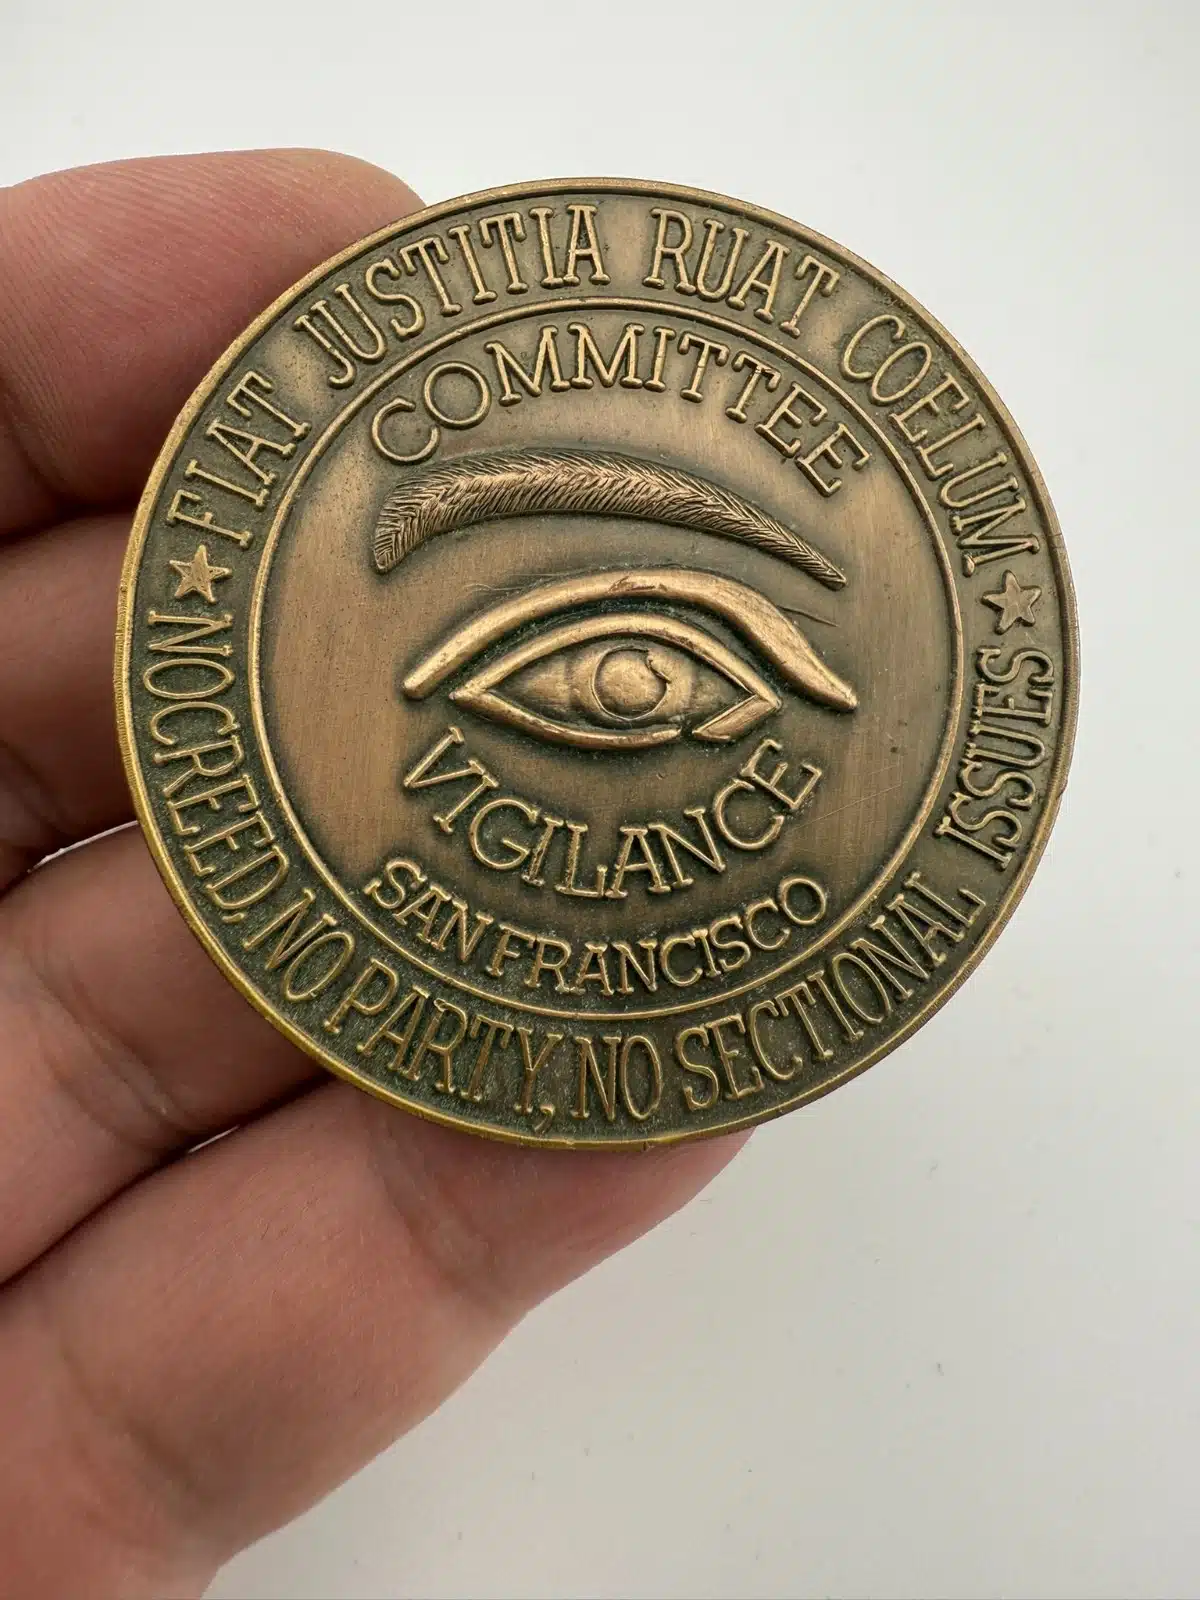 ★ FIAT JUSTITIA RUAT COELUM ★
COMMITTEE
VIGILANCE
SAN FRANCISCO
NO CREED, NO PARTY, NO SECTIONAL ISSUES